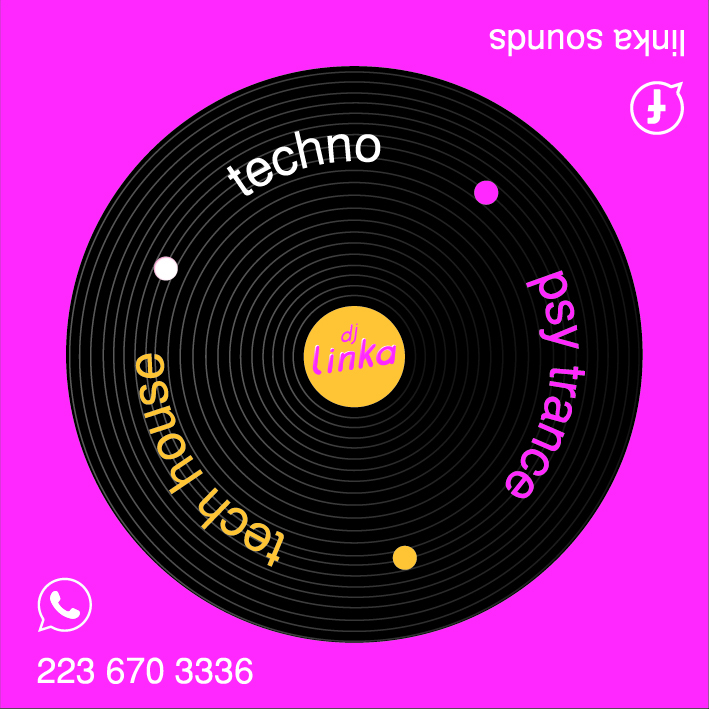 linka sounds
techno
psy trance
tech house
dj
linka
223 670 3336